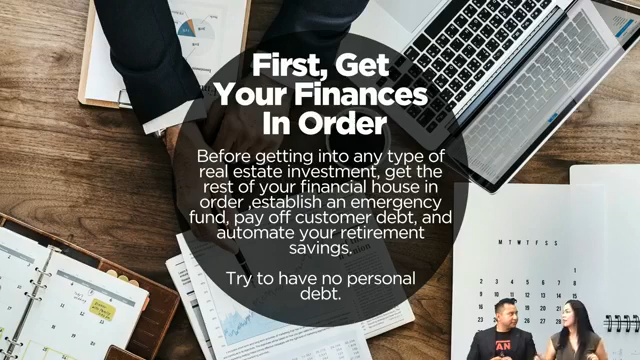 First, Get
Your Finances
In Order
Before getting into any type of
real estate investment, get the
rest of your financial house in
order ,establish an emergency
fund, pay off customer debt, and
automate your retirement
savings.
Try to have no personal
debt.
M T W T F S S